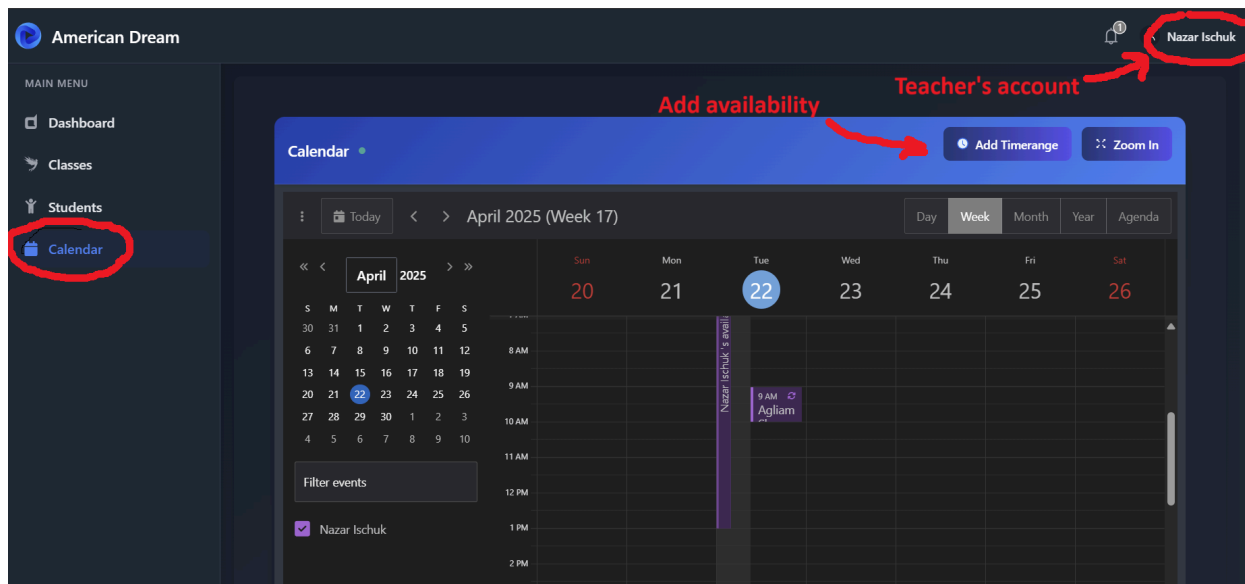 American Dream
1
Nazar Ischuk
MAIN MENU
Dashboard
Classes
Students
Calendar
Teacher's account
Add availability
Calendar
Add Timerange
Zoom In
Today
April 2025 (Week 17)
Day Week Month Year Agenda
April 2025
S M T W T F S
30 31 1 2 3 4 5
6 7 8 9 10 11 12
13 14 15 16 17 18 19
20 21 22 23 24 25 26
27 28 29 30 1 2 3
4 5 6 7 8 9 10
Filter events
Nazar Ischuk
Sun Mon Tue Wed Thu Fri Sat
20 21 22 23 24 25 26
8 AM
9 AM
10 AM
11 AM
12 PM
1 PM
2 PM
Nazar Ischuk 's avail
9 AM
Agliam